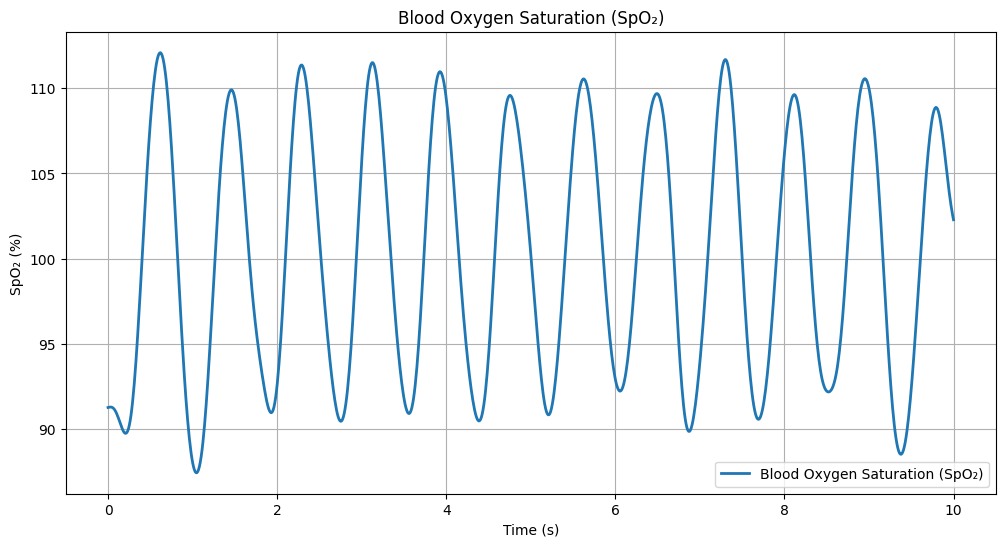 Blood Oxygen Saturation (SpO₂)
SpO₂ (%)
110
105
100
95
90
0 2 4 6 8 10
Time (s)
Blood Oxygen Saturation (SpO₂)